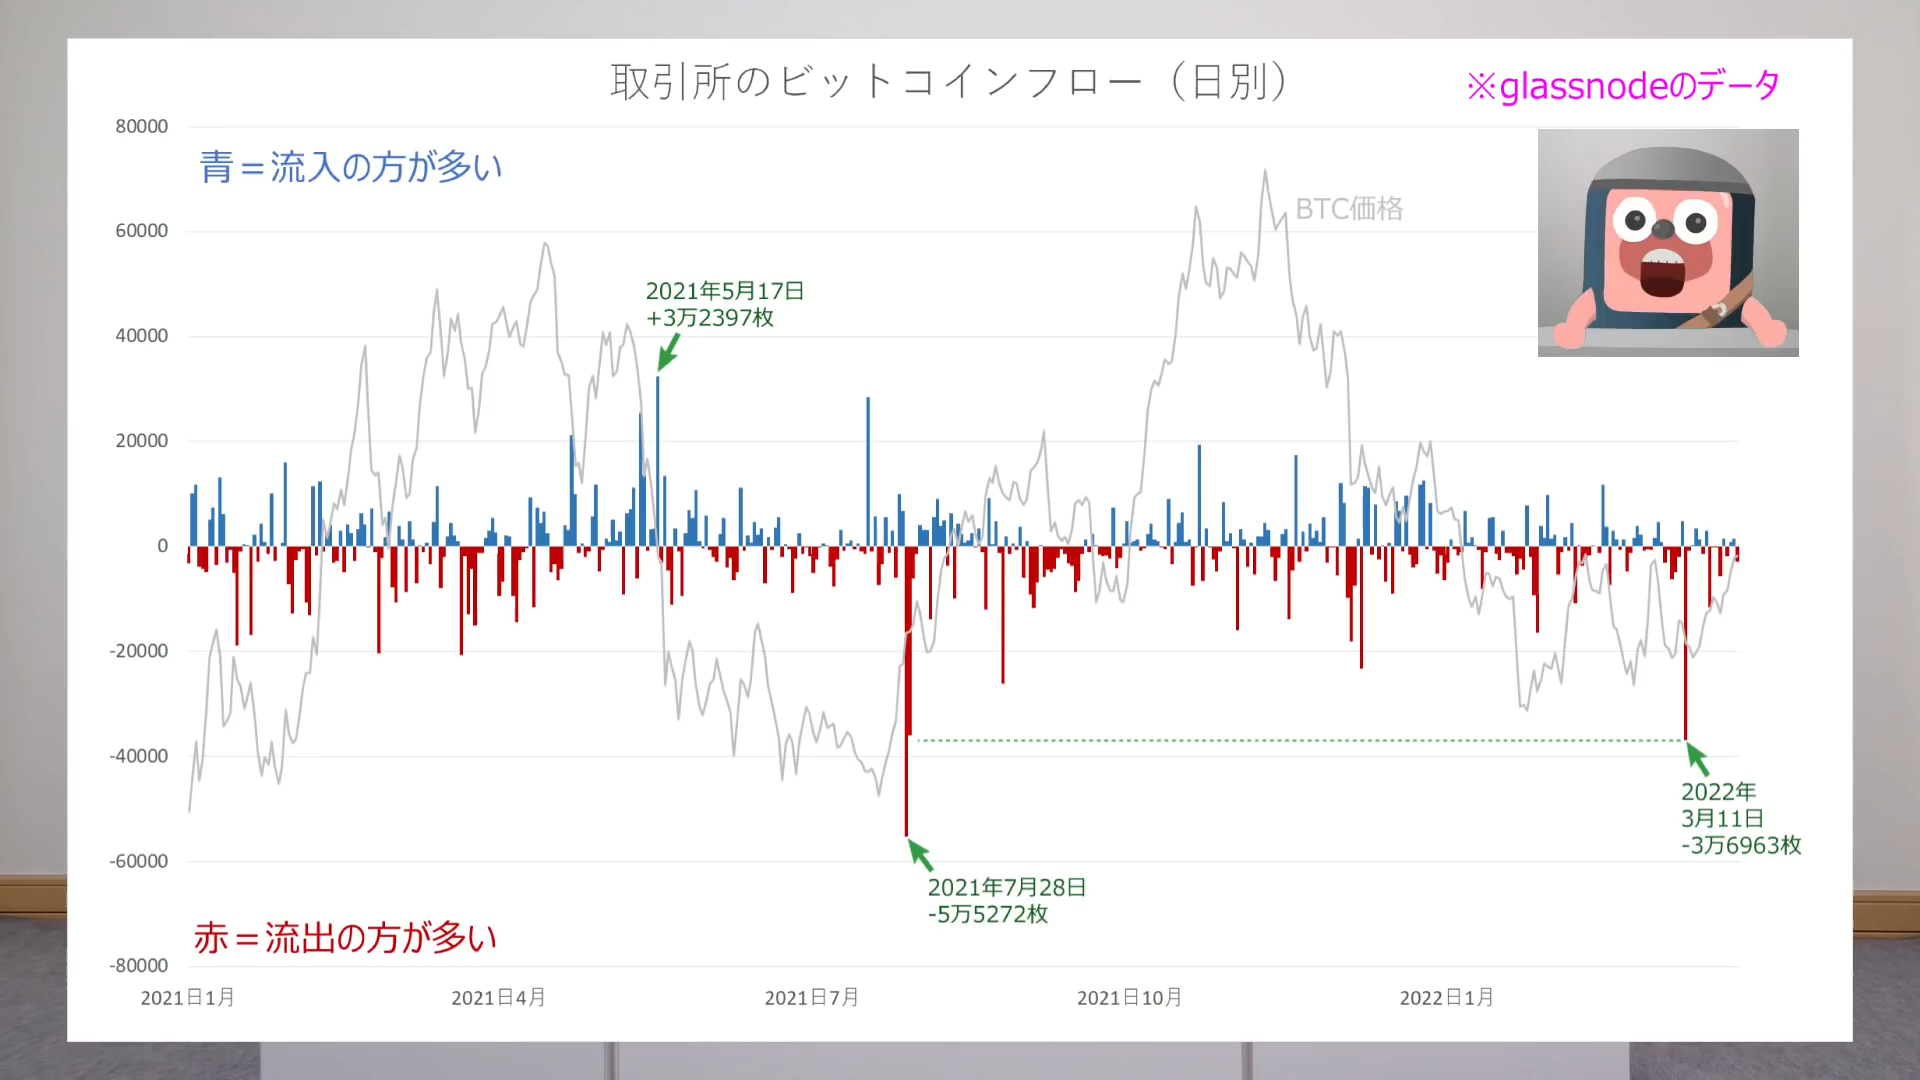 取引所のビットコインフロー（日別）
※glassnodeのデータ
80000
青＝流入の方が多い
60000
BTC価格
2021年5月17日
+3万2397枚
40000
20000
0
-20000
-40000
2022年
3月11日
-3万6963枚
-60000
2021年7月28日
-5万5272枚
赤＝流出の方が多い
-80000
2021日1月
2021日4月
2021日7月
2021日10月
2022日1月